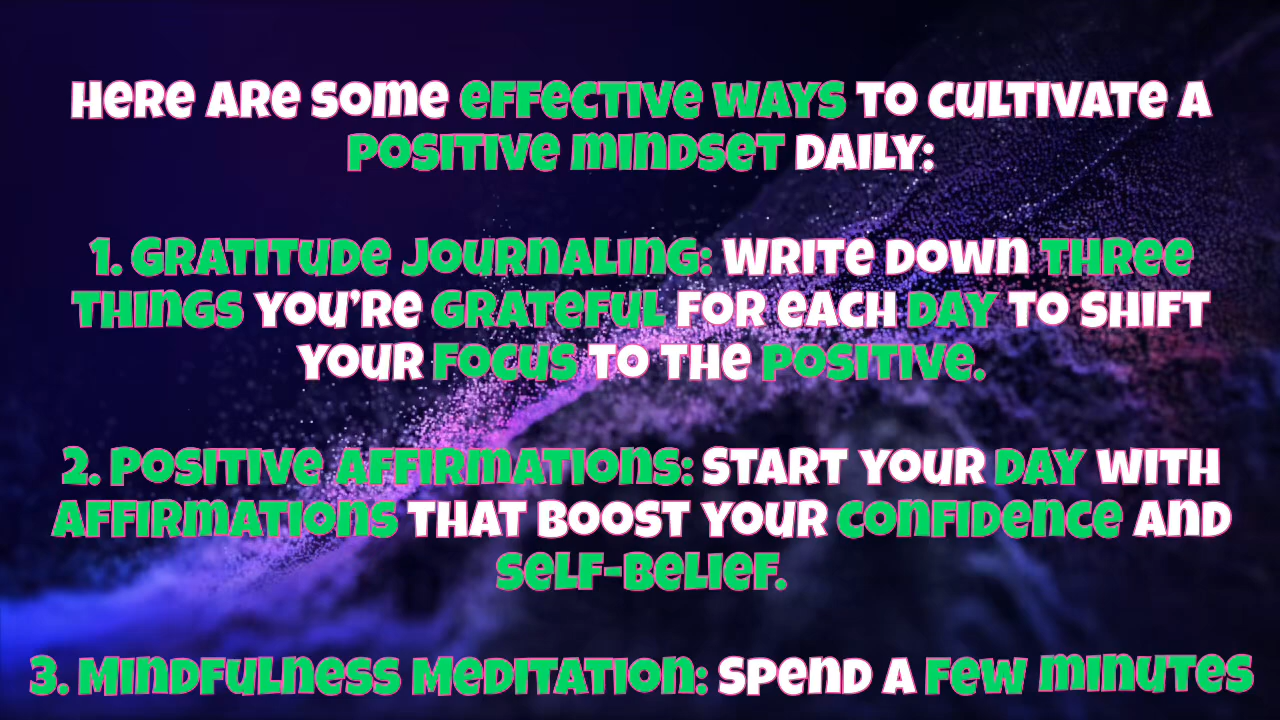 Here are some effective ways to cultivate a
positive mindset daily:
1. Gratitude Journaling: Write down three
things you're grateful for each day to shift
your focus to the positive.
2. Positive Affirmations: Start your day with
affirmations that boost your confidence and
self-belief.
3. Mindfulness Meditation: Spend a few minutes